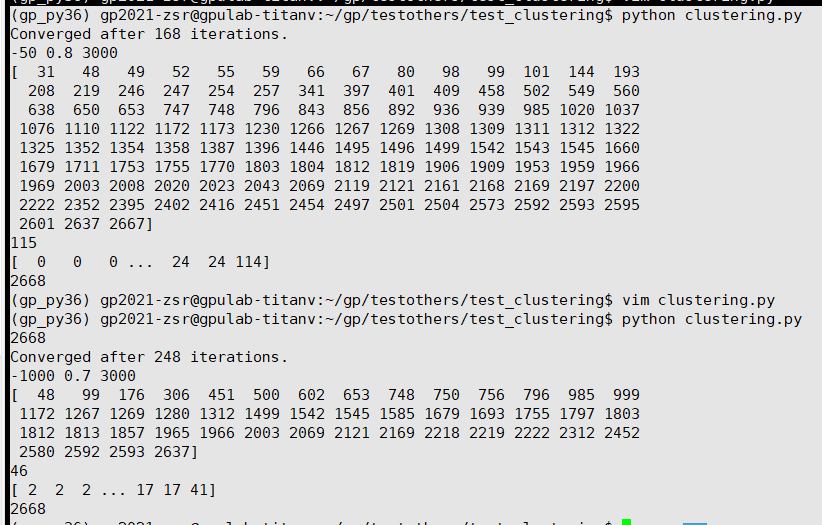 (gp_py36) gp2021-zsr@gpulab-titanv:~/gp/testothers/test_clustering$ python clustering.py
Converged after 168 iterations.
-50 0.8 3000
[  31   48   49   52   55   59   66   67   80   98   99  101  144  193
  208  219  246  247  254  257  341  397  401  409  458  502  549  560
  638  650  653  747  748  796  843  856  892  936  939  985 1020 1037
 1076 1110 1122 1172 1173 1230 1266 1267 1269 1308 1309 1311 1312 1322
 1325 1352 1354 1358 1387 1396 1446 1495 1496 1499 1542 1543 1545 1660
 1679 1711 1753 1755 1770 1803 1804 1812 1819 1906 1909 1953 1959 1966
 1969 2003 2008 2020 2023 2043 2069 2119 2121 2161 2168 2169 2197 2200
 2222 2352 2395 2402 2416 2451 2454 2497 2501 2504 2573 2592 2593 2595
 2601 2637 2667]
115
[  0   0   0 ...  24  24 114]
2668
(gp_py36) gp2021-zsr@gpulab-titanv:~/gp/testothers/test_clustering$ vim clustering.py
(gp_py36) gp2021-zsr@gpulab-titanv:~/gp/testothers/test_clustering$ python clustering.py
2668
Converged after 248 iterations.
-1000 0.7 3000
[  48   99  176  306  451  500  602  653  748  750  756  796  985  999
 1172 1267 1269 1280 1312 1499 1542 1545 1585 1679 1693 1755 1797 1803
 1812 1813 1857 1965 1966 2003 2069 2121 2169 2218 2219 2222 2312 2452
 2580 2592 2593 2637]
46
[ 2  2  2 ... 17 17 41]
2668